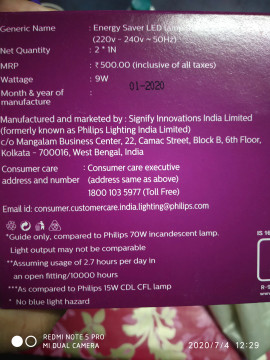 Generic Name : Energy Saver LED lamp
(220v - 240v ~ 50Hz)
Net Quantity : 2 * 1N
MRP : ₹ 500.00 (inclusive of all taxes)
Wattage : 9W
Month & year of : 01-2020
manufacture
Manufactured and marketed by : Signify Innovations India Limited
(formerly known as Philips Lighting India Limited)
c/o Mangalam Business Center, 22, Camac Street, Block B, 6th Floor,
Kolkata - 700016, West Bengal, India
Consumer care : Consumer care executive
address and number (address same as above)
1800 103 5977 (Toll Free)
Email id: consumer.customercare.india.lighting@philips.com
*Guide only, compared to Philips 70W incandescent lamp.
Light output may not be comparable
**Assuming usage of 2.7 hours per day in
an open fitting/10000 hours
***As compared to Philips 15W CDL CFL lamp
* No blue light hazard
IS 16
R-
REDMI NOTE 5 PRO
MI DUAL CAMERA
2020/7/4 12:29